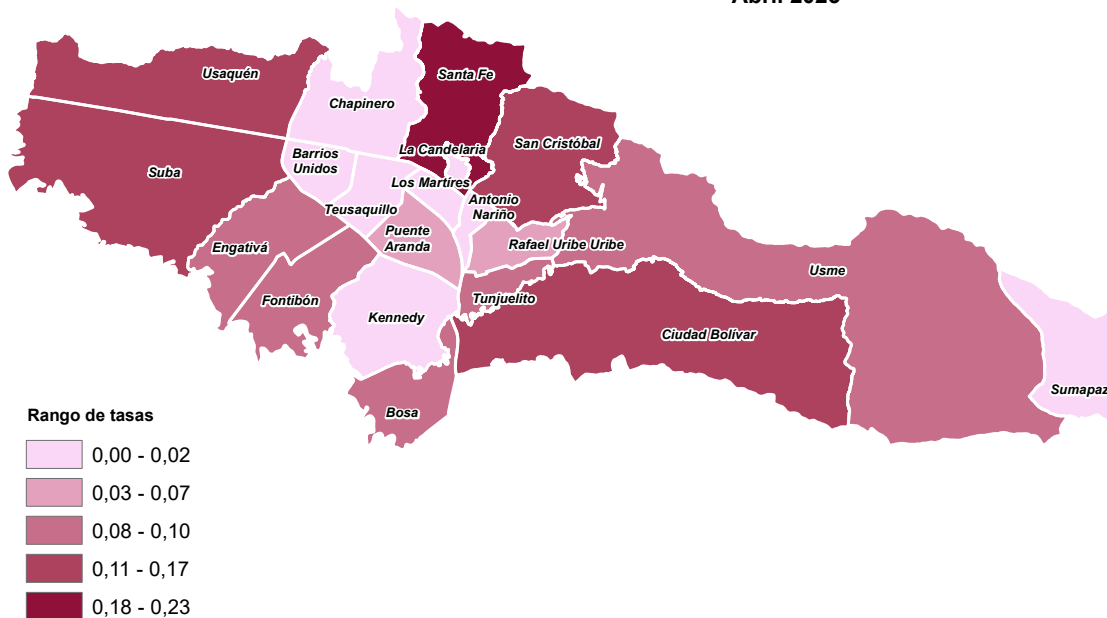 Usaquén
Santa Fe
Chapinero
San Cristóbal
La Candelaria
Barrios
Unidos
Suba
Los Martíres
Antonio
Nariño
Teusaquillo
Puente
Aranda
Engativá
Rafael Uribe Uribe
Usme
Fontibón
Tunjuelito
Kennedy
Ciudad Bolívar
Sumapaz
Bosa
Rango de tasas
0,00 - 0,02
0,03 - 0,07
0,08 - 0,10
0,11 - 0,17
0,18 - 0,23